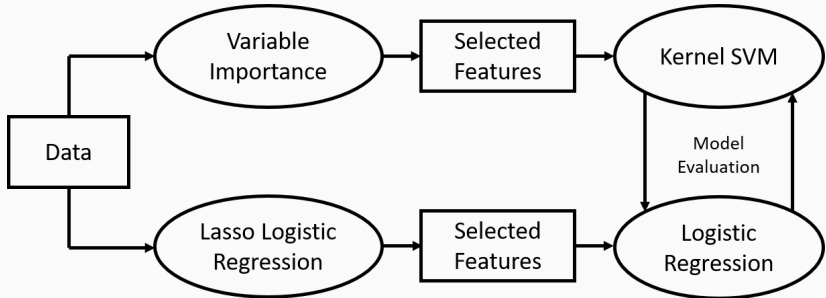 Variable
Importance
Selected
Features
Kernel SVM
Data
Model
Evaluation
Lasso Logistic
Regression
Selected
Features
Logistic
Regression